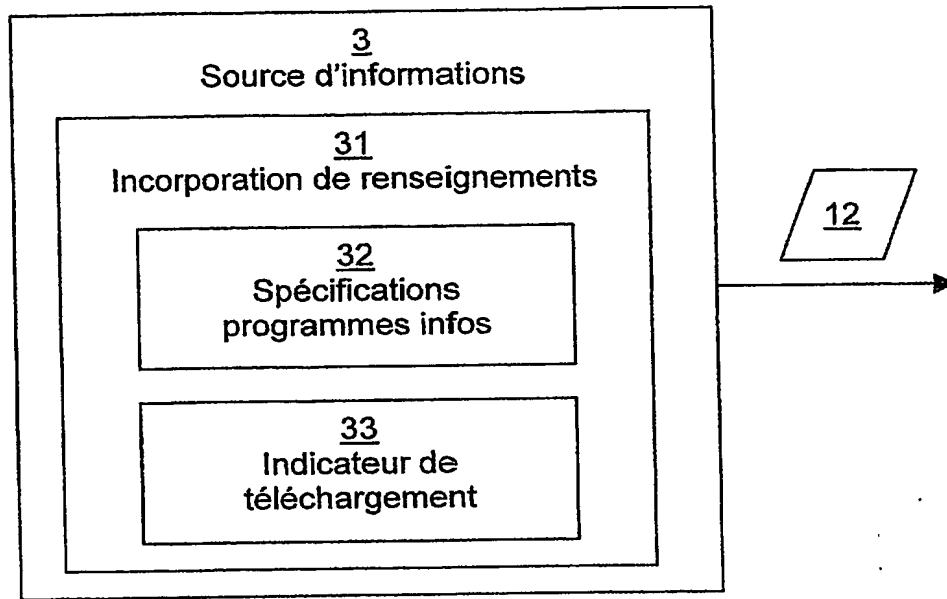 3
Source d'informations
31
Incorporation de renseignements
12
32
Spécifications
programmes infos
33
Indicateur de
téléchargement